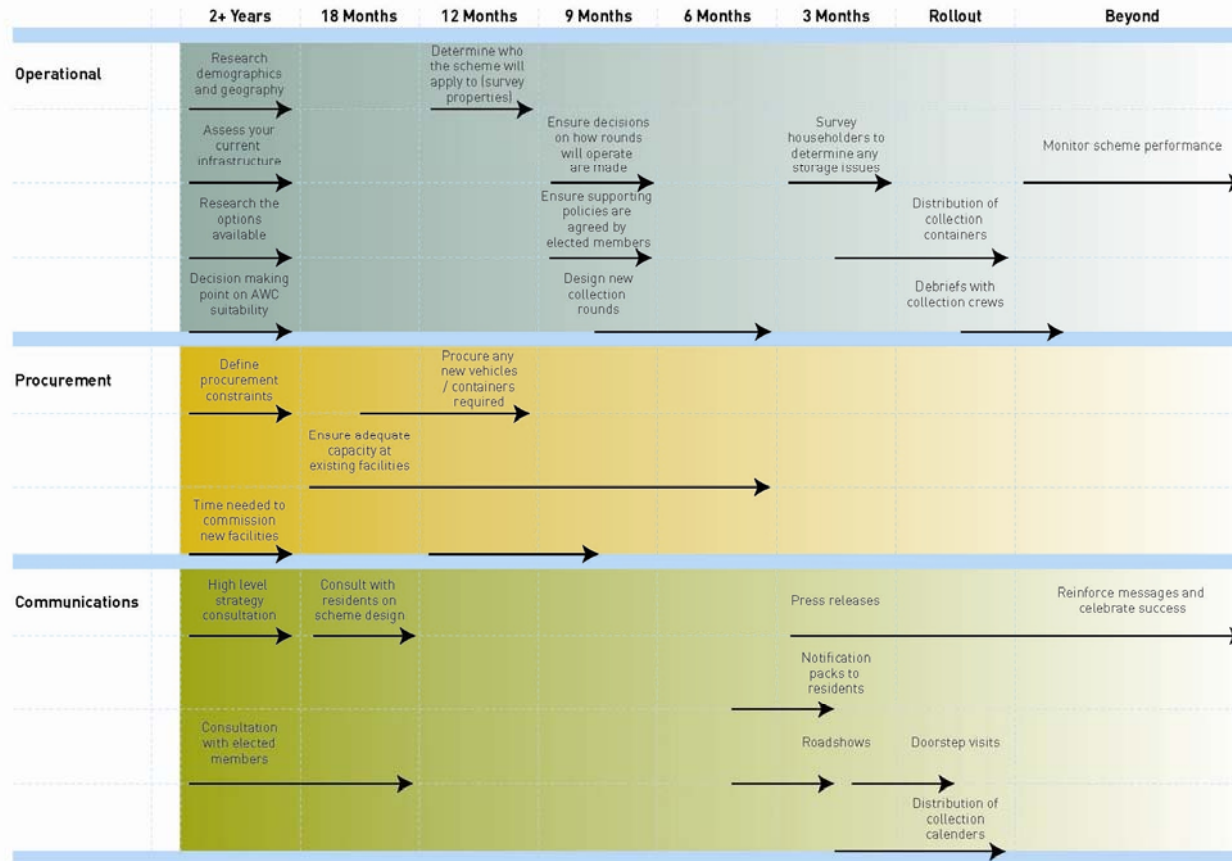 2+ Years 18 Months 12 Months 9 Months 6 Months 3 Months Rollout Beyond
Operational
Research
demographics
and geography
Determine who
the scheme will
apply to (survey
properties)
Assess your
current
infrastructure
Ensure decisions
on how rounds
will operate
are made
Survey
householders to
determine any
storage issues
Monitor scheme performance
Research the
options
available
Ensure supporting
policies are
agreed by
elected members
Distribution of
collection
containers
Decision making
point on AWC
suitability
Design new
collection
rounds
Debriefs with
collection crews
Procurement
Define
procurement
constraints
Procure any
new vehicles
/ containers
required
Ensure adequate
capacity at
existing facilities
Time needed to
commission
new facilities
Communications
High level
strategy
consultation
Consult with
residents on
scheme design
Press releases
Reinforce messages and
celebrate success
Notification
packs to
residents
Consultation
with elected
members
Roadshows
Doorstep visits
Distribution of
collection
calenders